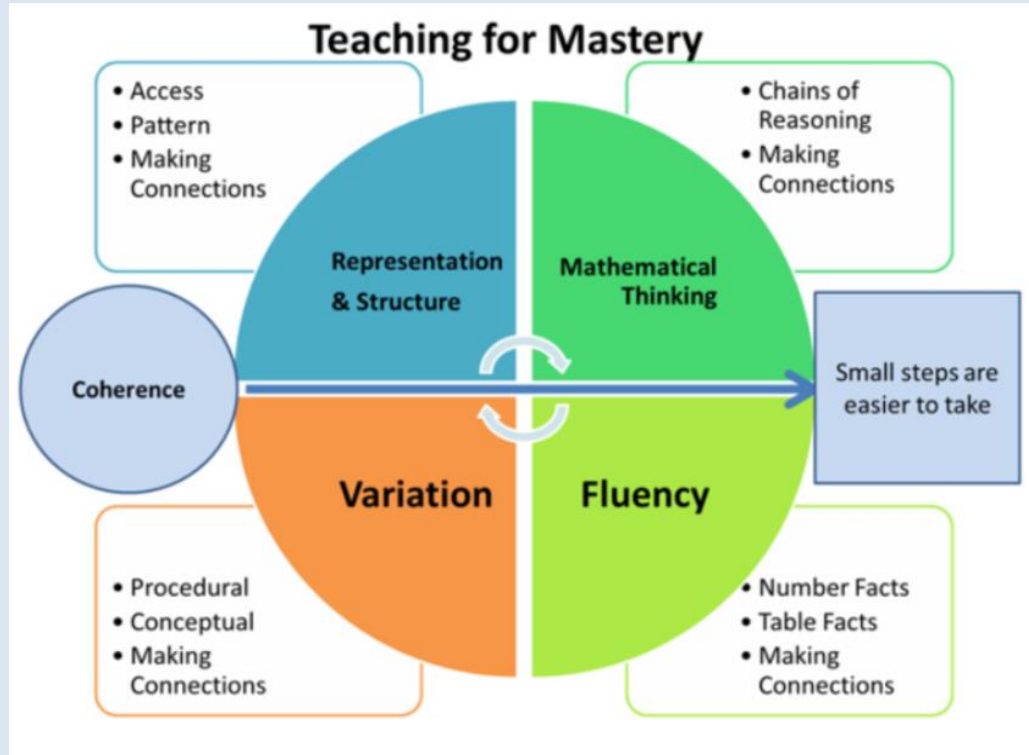 Teaching for Mastery
• Access
• Pattern
• Making
Connections
• Chains of
Reasoning
• Making
Connections
Representation
& Structure
Mathematical
Thinking
Coherence
Small steps are
easier to take
Variation
Fluency
• Procedural
• Conceptual
• Making
Connections
• Number Facts
• Table Facts
• Making
Connections